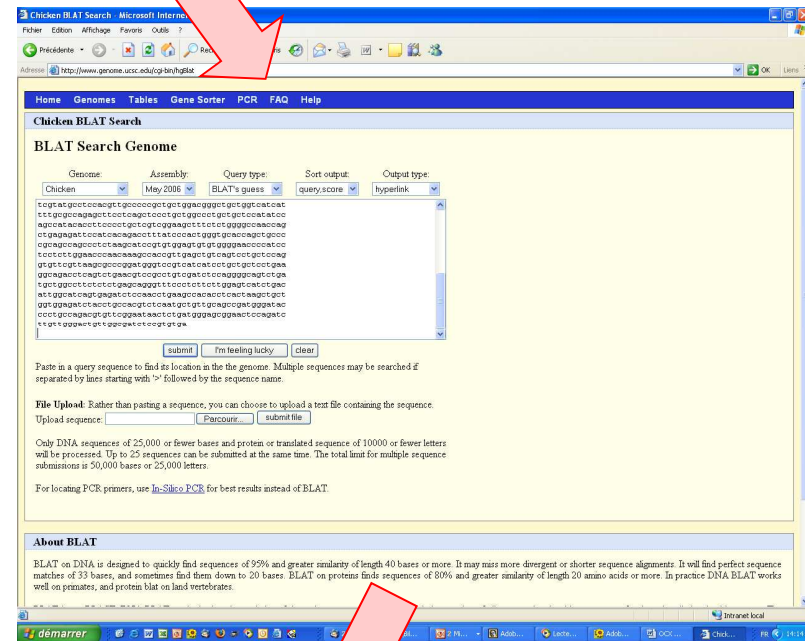 Chicken BLAT Search - Microsoft Internet
Fichier Edition Affichage Favoris Outils ?
Précédente
Adresse http://www.genome.ucsc.edu/cgi-bin/hgBlat OK Liens
Home Genomes Tables Gene Sorter PCR FAQ Help
Chicken BLAT Search
BLAT Search Genome
Genome: Assembly: Query type: Sort output: Output type:
Chicken May 2006 BLAT's guess query,score hyperlink
tcgtatgcctccacgttgcccccgctgctggacgggctgctggtcatcat
tttgcgccagagcttcctcagctccctgctggccctgctgctccatatcc
agccatacacttcccctgctcgtcggaagctttctctggggccaaccag
ctgagagattccatcacagacctttatcccactgggtgcaccagctgccc
cgcagccagccctctaagcatccgtgtggagtgtgtggggaaccccatcc
tcctcttggaacccaacaaagccaccgttgagctgtcagtcctgctccag
gtgttcgttaagcgcccggatgggtccgtcatcatcctgctgctcctgaa
ggcagacctcagtctgaacgtccgcctgtcgatctccaggggcagtctga
tgctggccttctctctgagcagggtttccctcttcttggagtcatctgac
attggcatcagtgagatctccaacctgaagccacacctcactaagctgct
ggtggagatctacctgccacgtctcaatgctgttgcagccgatgggatac
ccctgccagacgtgttcggaataactctgatgggagcggaactccagatc
ttgttgggactgttggcgatctccgtgtga
submit I'm feeling lucky clear
Paste in a query sequence to find its location in the the genome. Multiple sequences may be searched if
separated by lines starting with '>' followed by the sequence name.
File Upload: Rather than pasting a sequence, you can choose to upload a text file containing the sequence.
Upload sequence: Parcourir... submit file
Only DNA sequences of 25,000 or fewer bases and protein or translated sequence of 10000 or fewer letters
will be processed. Up to 25 sequences can be submitted at the same time. The total limit for multiple sequence
submissions is 50,000 bases or 25,000 letters.
For locating PCR primers, use In-Silico PCR for best results instead of BLAT.
About BLAT
BLAT on DNA is designed to quickly find sequences of 95% and greater similarity of length 40 bases or more. It may miss more divergent or shorter sequence alignments. It will find perfect sequence
matches of 33 bases, and sometimes find them down to 20 bases. BLAT on proteins finds sequences of 80% and greater similarity of length 20 amino acids or more. In practice DNA BLAT works
well on primates, and protein blat on land vertebrates.
Intranet local
démarrer 2 M... Adob... Lecte... Adob... OCX... Chick... FR 14:14